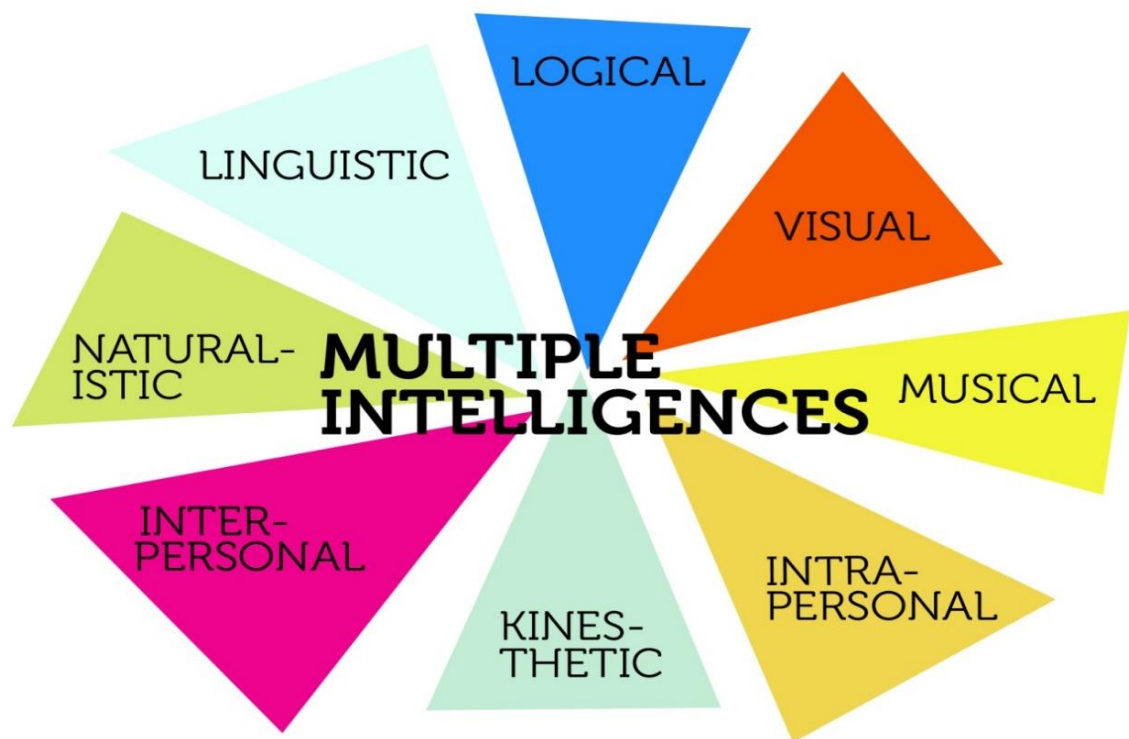 LOGICAL
LINGUISTIC
VISUAL
NATURAL-
ISTIC
MULTIPLE
INTELLIGENCES
MUSICAL
INTER-
PERSONAL
INTRA-
PERSONAL
KINES-
THETIC